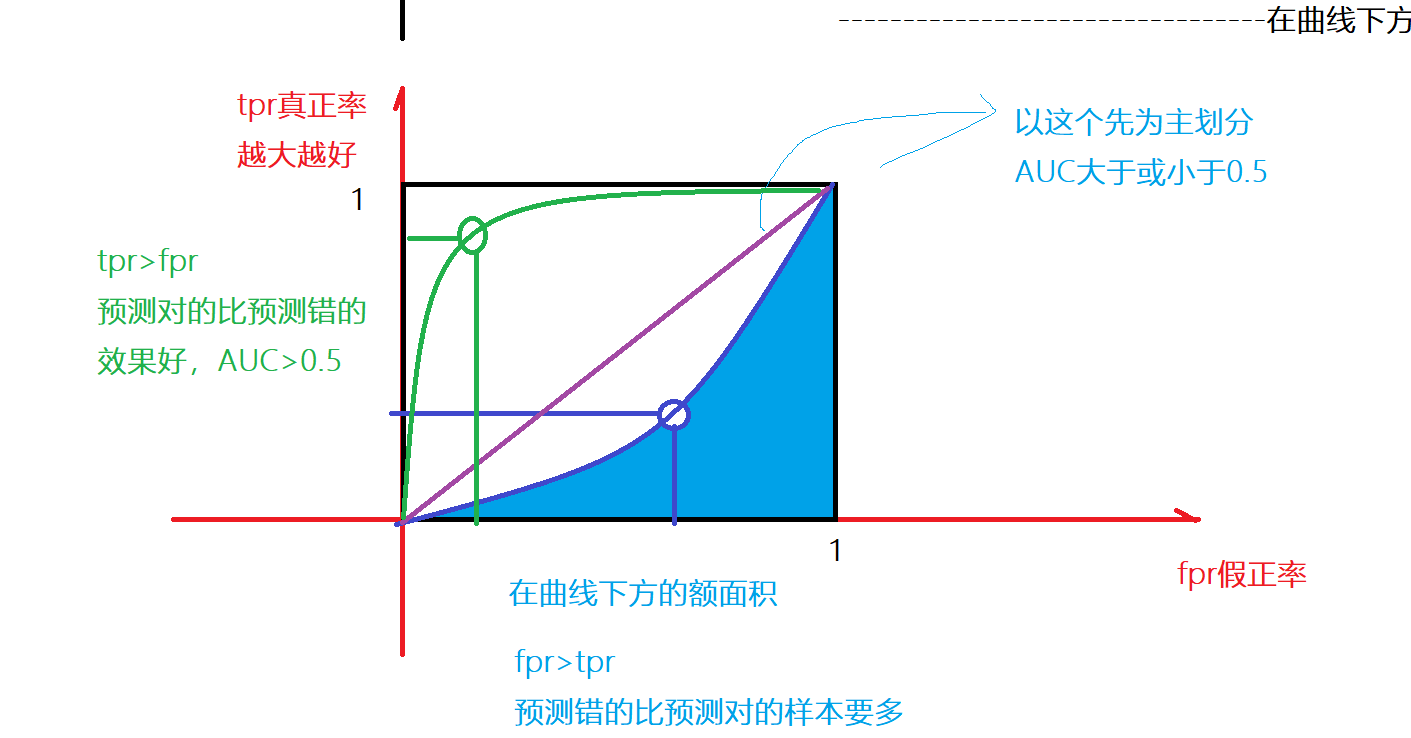 在曲线下方
tpr真正率
越大越好
以这个先为主划分
AUC大于或小于0.5
1
tpr>fpr
预测对的比预测错的
效果好，AUC>0.5
1
fpr假正率
在曲线下方的额面积
fpr>tpr
预测错的比预测对的样本要多